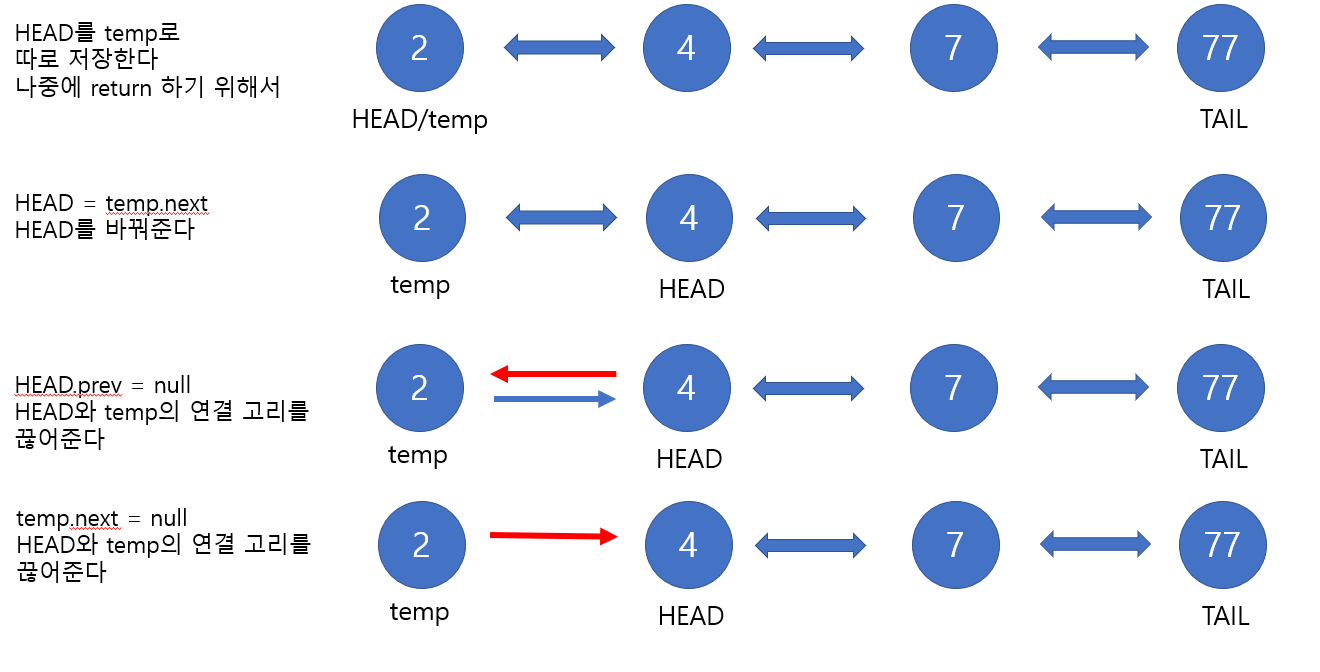 HEAD를 temp로
따로 저장한다
나중에 return 하기 위해서
2 4 7 77
HEAD/temp TAIL
HEAD = temp.next
HEAD를 바꿔준다
2 4 7 77
temp HEAD TAIL
HEAD.prev = null
HEAD와 temp의 연결 고리를
끊어준다
2 4 7 77
temp HEAD TAIL
temp.next = null
HEAD와 temp의 연결 고리를
끊어준다
2 4 7 77
temp HEAD TAIL